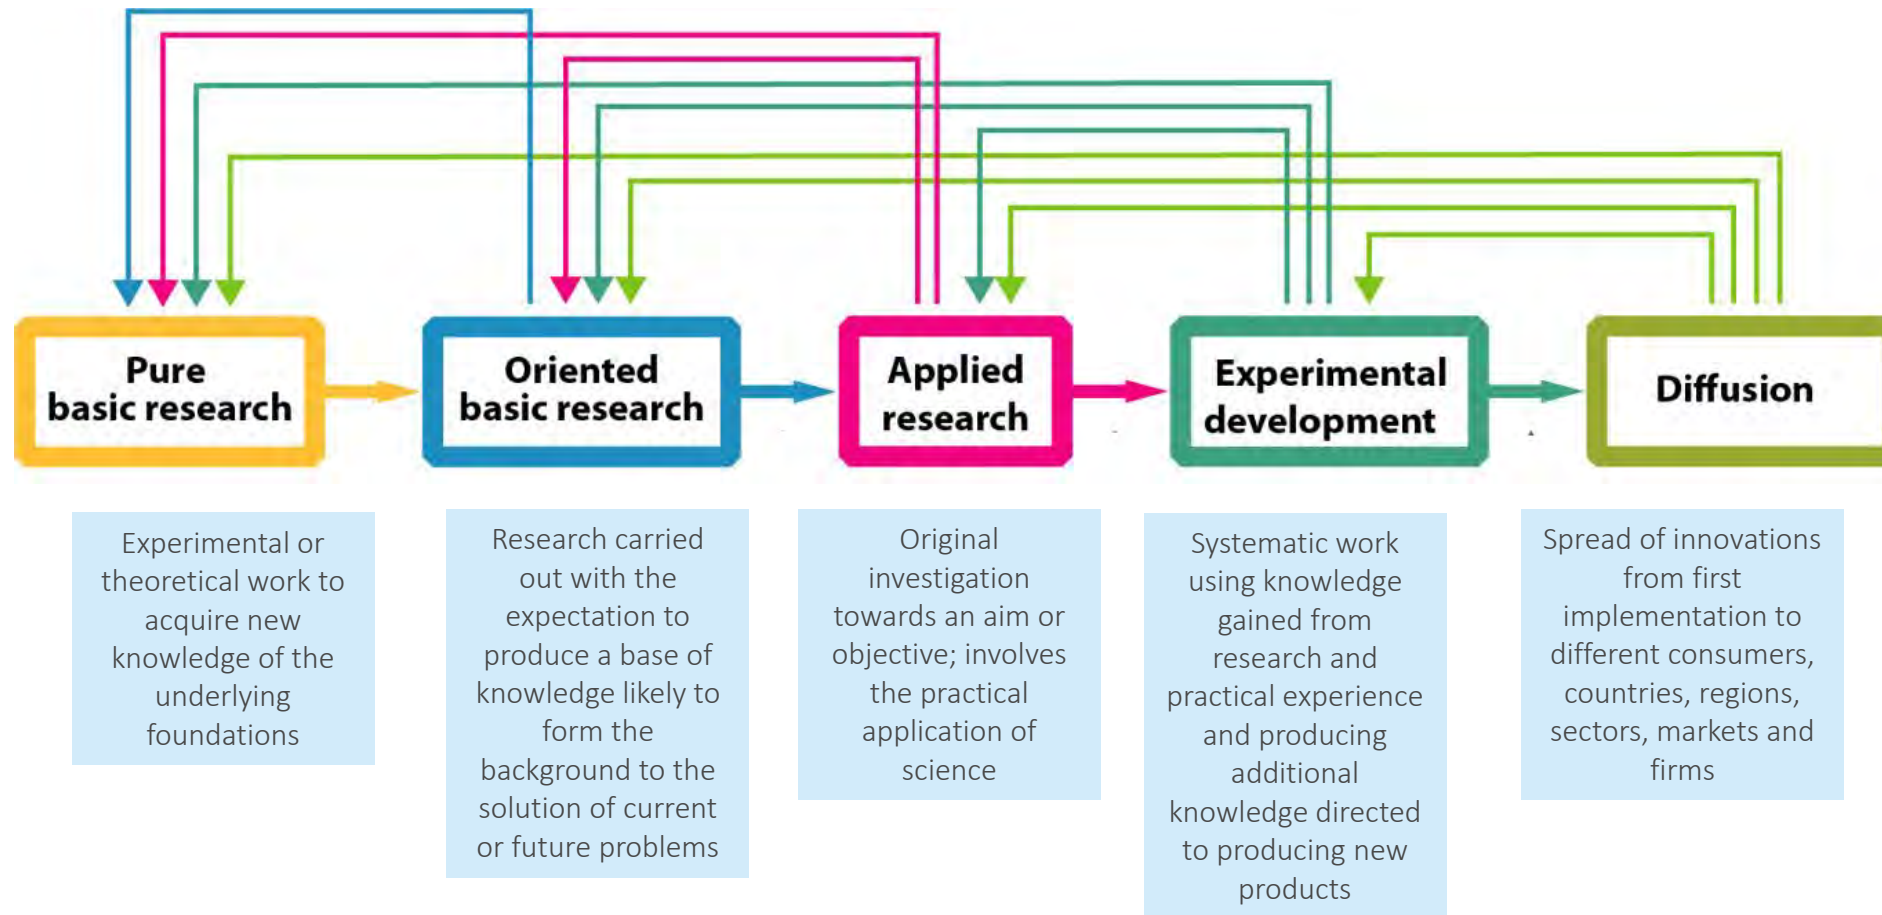 Pure
basic research
Oriented
basic research
Applied
research
Experimental
development
Diffusion
Experimental or
theoretical work to
acquire new
knowledge of the
underlying
foundations
Research carried
out with the
expectation to
produce a base of
knowledge likely to
form the
background to the
solution of current
or future problems
Original
investigation
towards an aim or
objective; involves
the practical
application of
science
Systematic work
using knowledge
gained from
research and
practical experience
and producing
additional
knowledge directed
to producing new
products
Spread of innovations
from first
implementation to
different consumers,
countries, regions,
sectors, markets and
firms